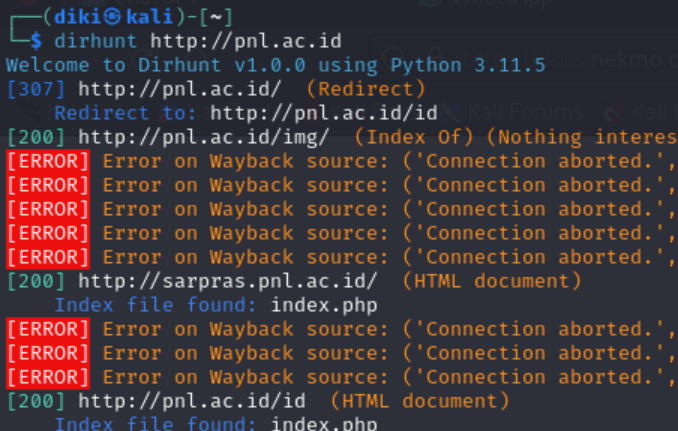 ┌──(diki㉿kali)-[~]
└─$ dirhunt http://pnl.ac.id
Welcome to Dirhunt v1.0.0 using Python 3.11.5
[307] http://pnl.ac.id/  (Redirect)
    Redirect to: http://pnl.ac.id/id
[200] http://pnl.ac.id/img/  (Index Of) (Nothing interes
[ERROR] Error on Wayback source: ('Connection aborted.',
[ERROR] Error on Wayback source: ('Connection aborted.',
[ERROR] Error on Wayback source: ('Connection aborted.',
[ERROR] Error on Wayback source: ('Connection aborted.',
[ERROR] Error on Wayback source: ('Connection aborted.',
[200] http://sarpras.pnl.ac.id/  (HTML document)
    Index file found: index.php
[ERROR] Error on Wayback source: ('Connection aborted.',
[ERROR] Error on Wayback source: ('Connection aborted.',
[ERROR] Error on Wayback source: ('Connection aborted.',
[200] http://pnl.ac.id/id  (HTML document)
    Index file found: index.php